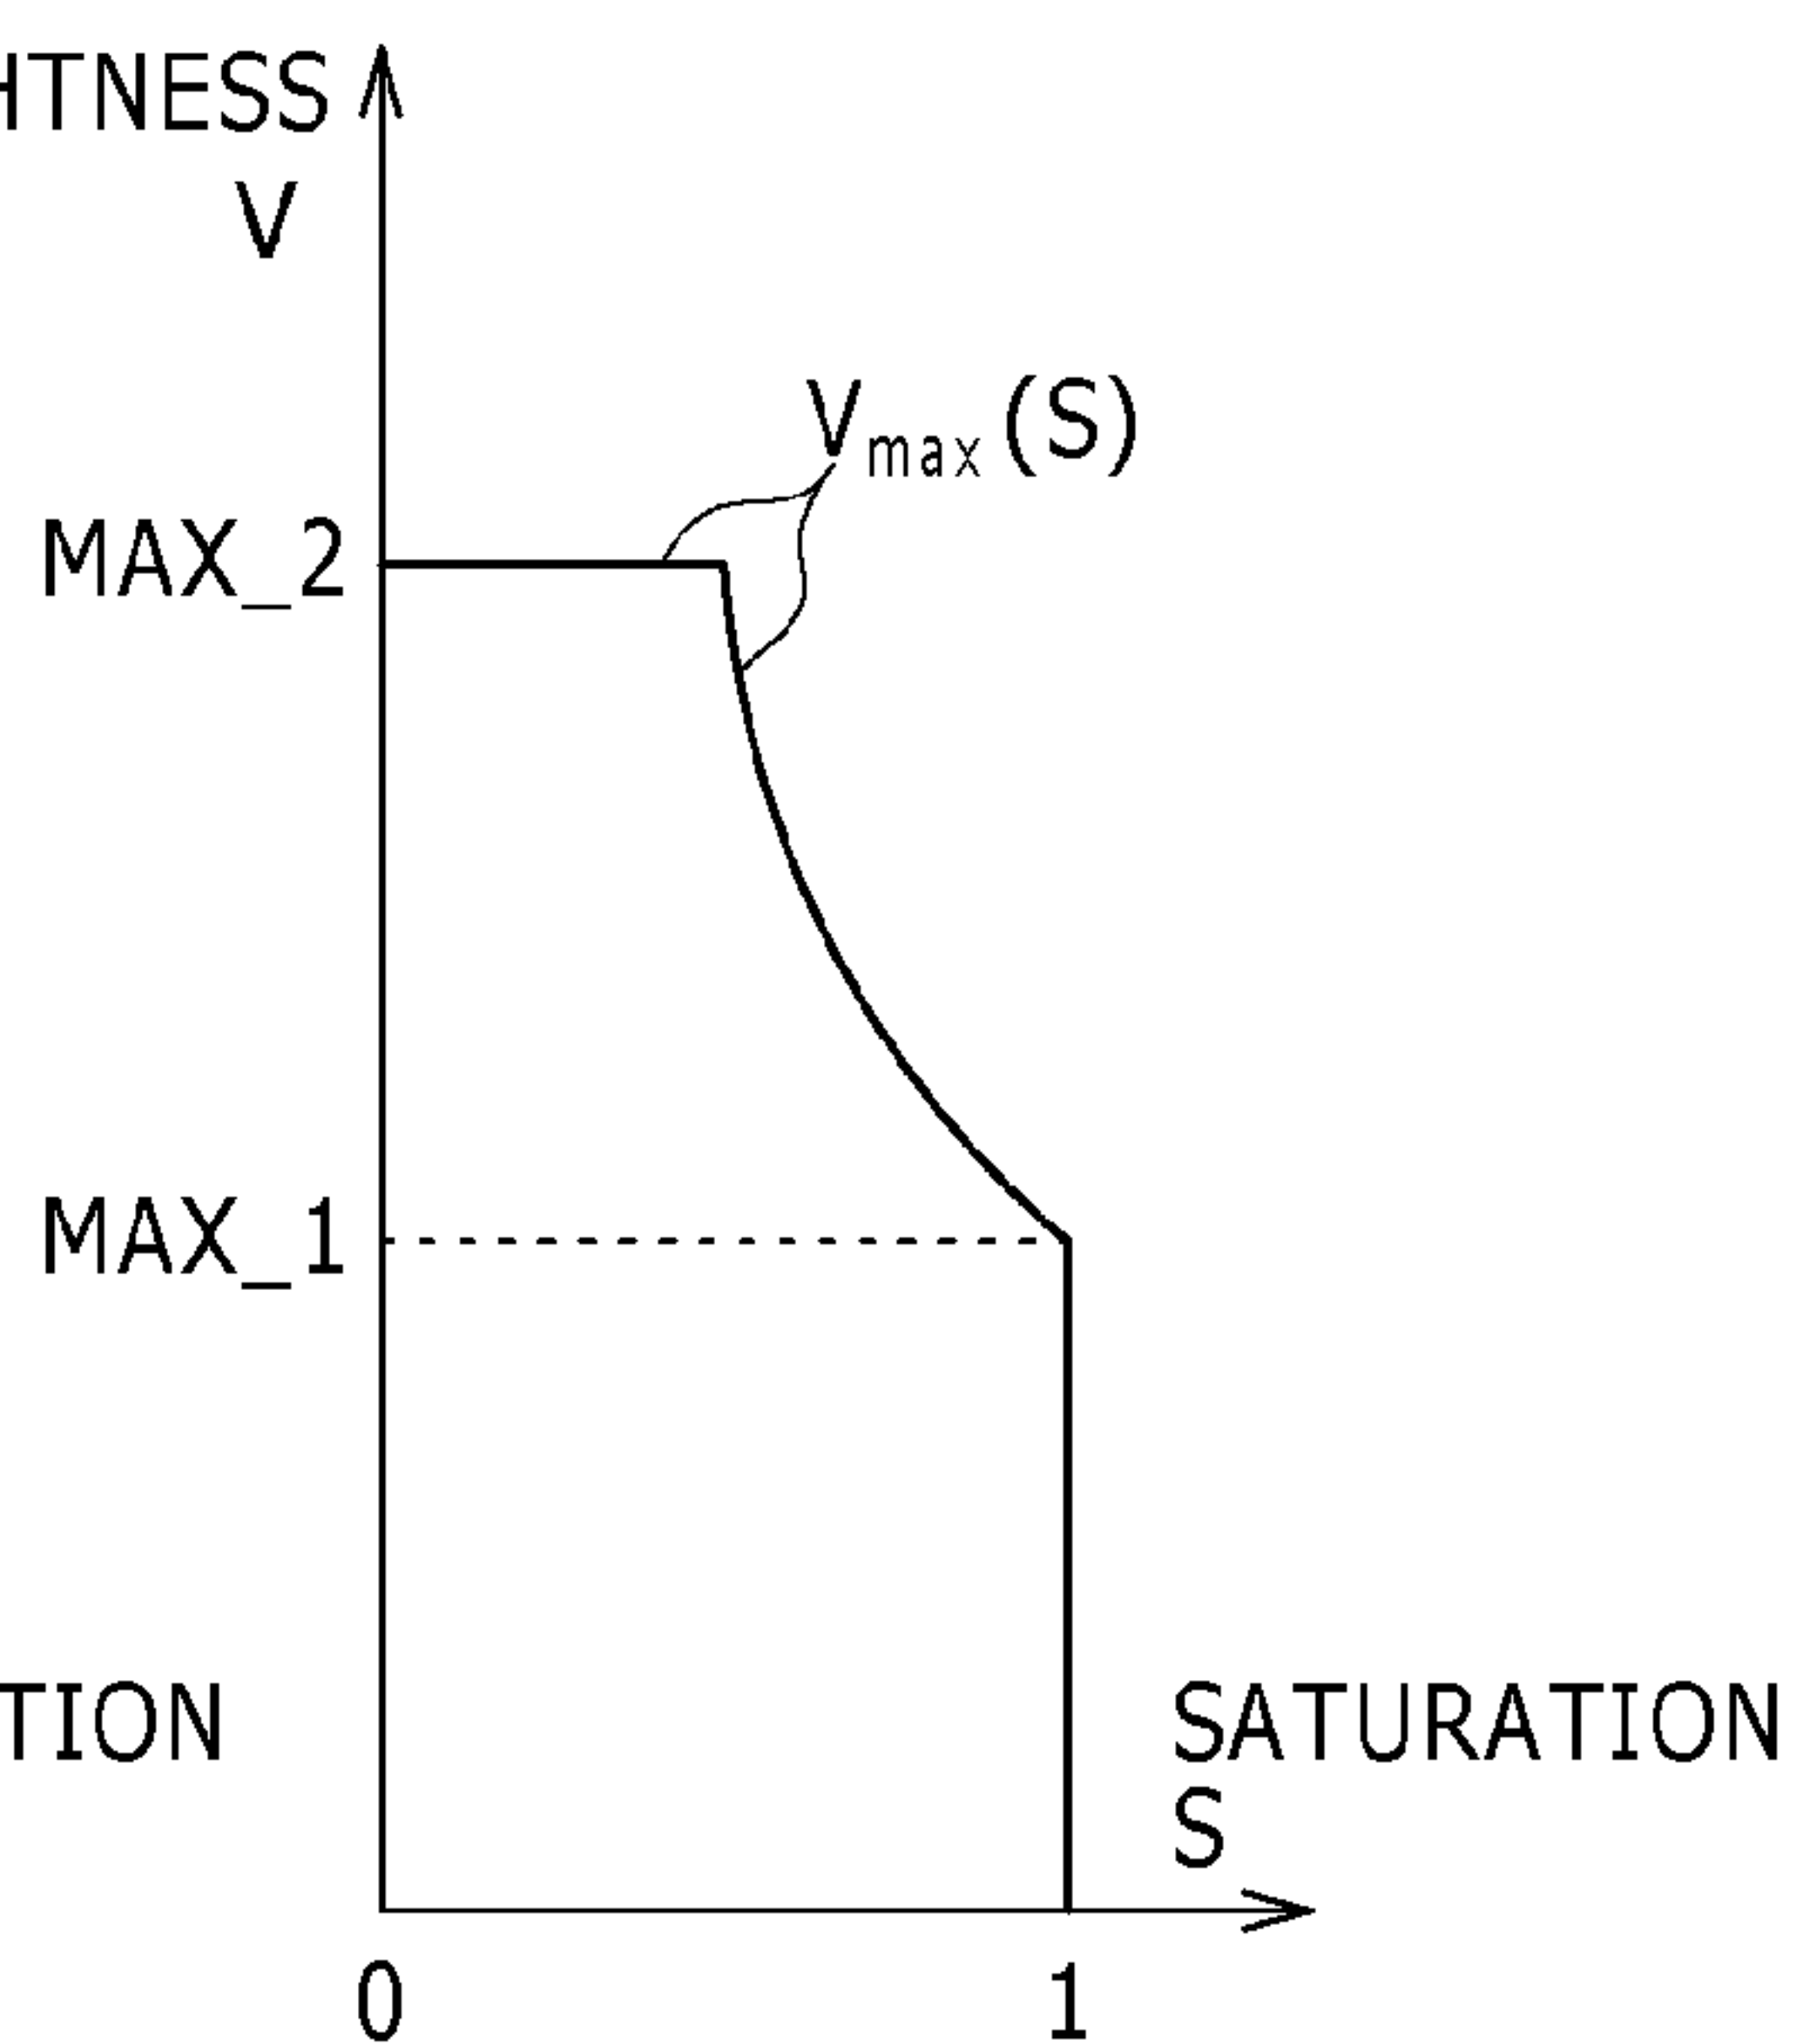 HTNESS
V
Vmax(S)
MAX_2
MAX_1
TION
SATURATION
S
0
1